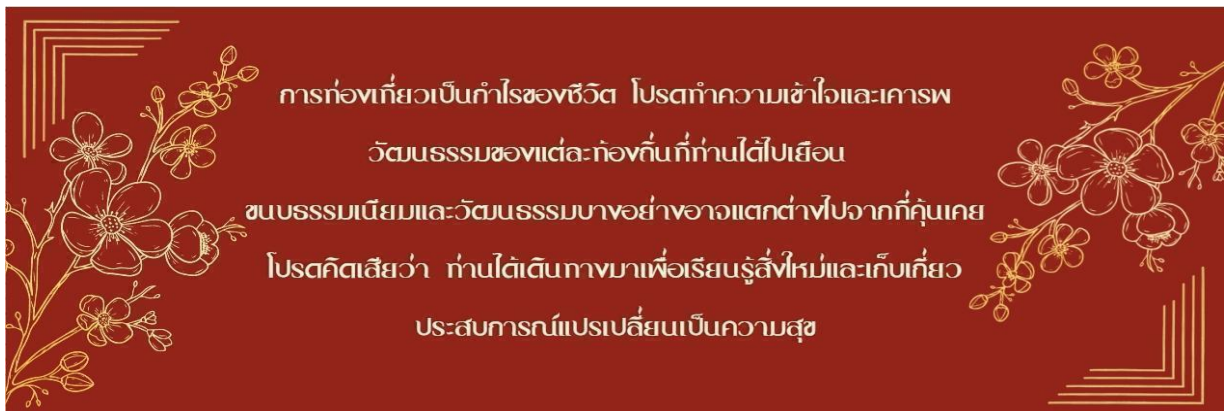 การท่องเที่ยวเป็นกำไรของชีวิต โปรดทำความเข้าใจและเคารพ
วัฒนธรรมของแต่ละท้องถิ่นที่ท่านได้ไปเยือน
ขนบธรรมเนียมและวัฒนธรรมบางอย่างอาจแตกต่างไปจากที่คุ้นเคย
โปรดคิดเสียว่า ท่านได้เดินทางมาเพื่อเรียนรู้สิ่งใหม่และเก็บเกี่ยว
ประสบการณ์แปรเปลี่ยนเป็นความสุข